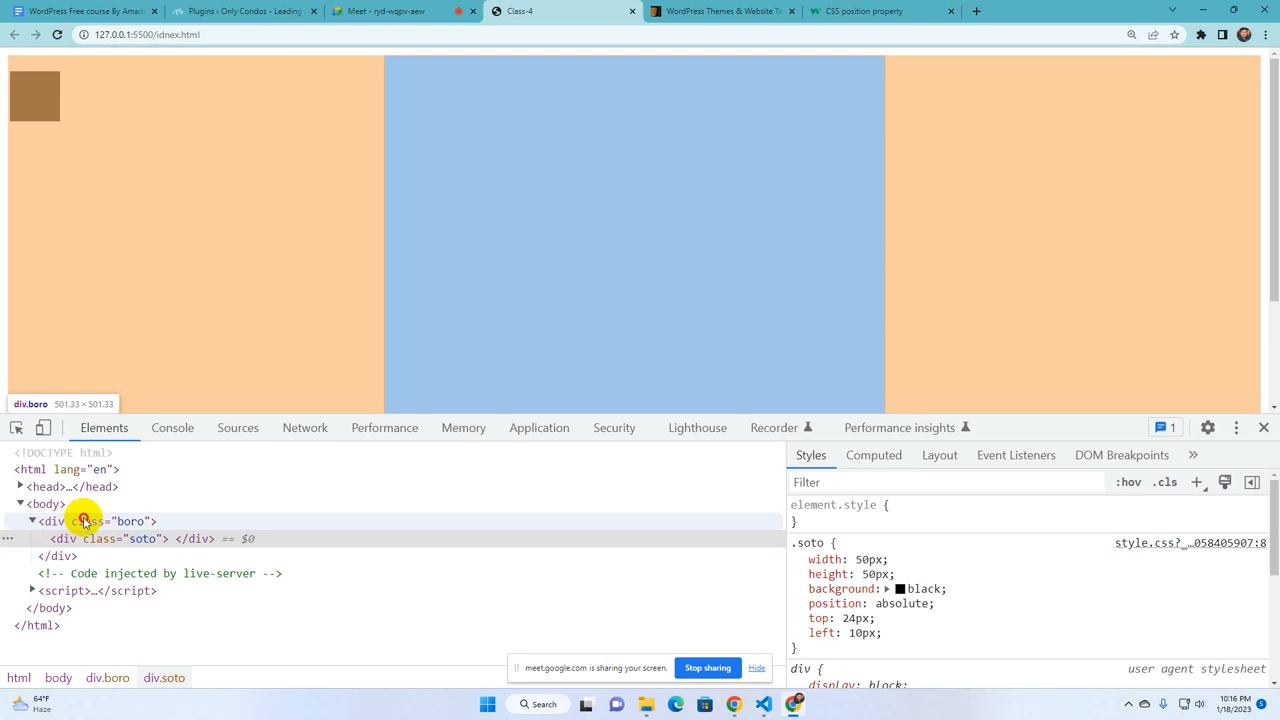 WordPress Free course By Amad
Plugins ‹ Only Condos - Leading
Meet - ryd-wqpv-aew
Class-4
WordPress Themes & Website Te
CSS position property
127.0.0.1:5500/idnex.html
div.boro 501.33 × 501.33
Elements Console Sources Network Performance Memory Application Security Lighthouse Recorder Performance insights 1
<!DOCTYPE html>
<html lang="en">
<head>…</head>
<body>
<div class="boro">
<div class="soto"> </div> == $0
</div>
<!-- Code injected by live-server -->
<script>…</script>
</body>
</html>
html body div.boro div.soto
Styles Computed Layout Event Listeners DOM Breakpoints
Filter :hov .cls
element.style {
}
.soto { style.css?_…058405907:8
width: 50px;
height: 50px;
background: black;
position: absolute;
top: 24px;
left: 10px;
}
div { user agent stylesheet
display: block;
meet.google.com is sharing your screen. Stop sharing Hide
64°F
Haze
Search
10:16 PM
1/18/2023
5